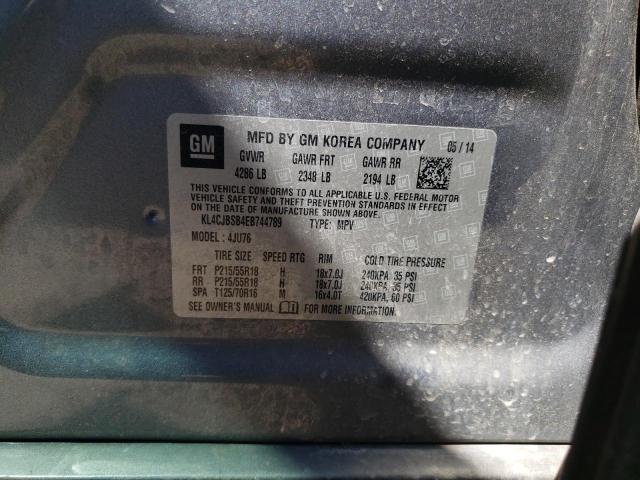 GM
MFD BY GM KOREA COMPANY 05/14
GVWR GAWR FRT GAWR RR
4286 LB 2348 LB 2194 LB
THIS VEHICLE CONFORMS TO ALL APPLICABLE U.S. FEDERAL MOTOR
VEHICLE SAFETY AND THEFT PREVENTION STANDARDS IN EFFECT
ON THE DATE OF MANUFACTURE SHOWN ABOVE.
KL4CJBSB4EB744789 TYPE: MPV
MODEL: 4JU76
TIRE SIZE SPEED RTG RIM COLD TIRE PRESSURE
FRT P215/55R18 H 18x7.0J 240KPA, 35 PSI
RR P215/55R18 H 18x7.0J 240KPA, 35 PSI
SPA T125/70R16 M 16x4.0T 420KPA, 60 PSI
SEE OWNER'S MANUAL FOR MORE INFORMATION.